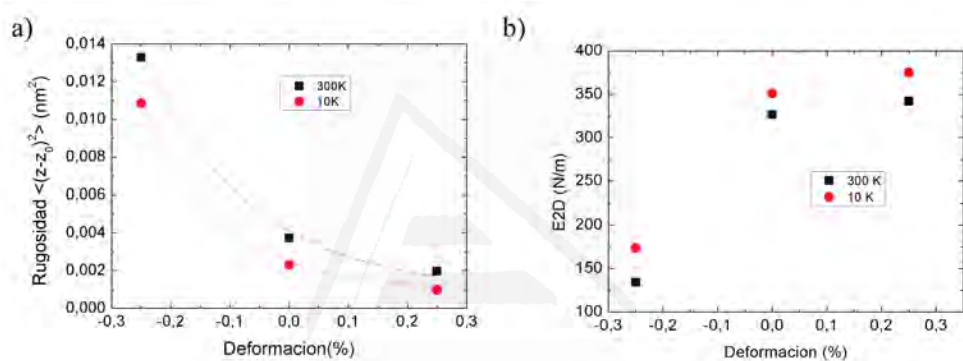 a)
0,014
0,012
0,010
0,008
0,006
0,004
0,002
0,000
Rugosidad <(z-z0)²> (nm²)
300K
10K
-0,3 -0,2 -0,1 0,0 0,1 0,2 0,3
Deformacion(%)
b)
400
350
300
250
200
150
100
E2D (N/m)
300 K
10 K
-0,3 -0,2 -0,1 0,0 0,1 0,2 0,3
Deformacion (%)